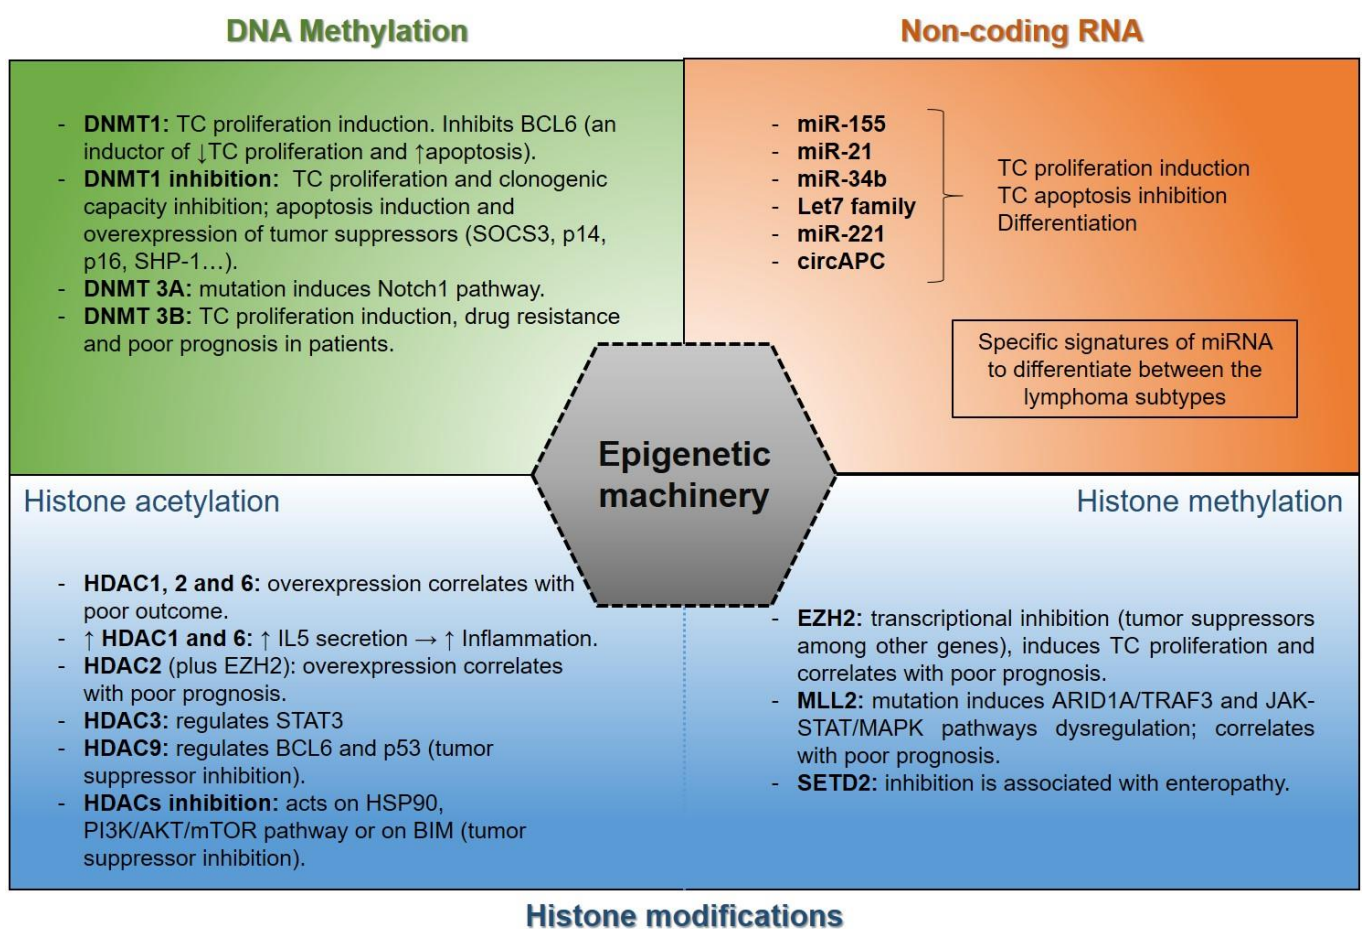 DNA Methylation
- DNMT1: TC proliferation induction. Inhibits BCL6 (an
inductor of ↓TC proliferation and ↑apoptosis).
- DNMT1 inhibition: TC proliferation and clonogenic
capacity inhibition; apoptosis induction and
overexpression of tumor suppressors (SOCS3, p14,
p16, SHP-1…).
- DNMT 3A: mutation induces Notch1 pathway.
- DNMT 3B: TC proliferation induction, drug resistance
and poor prognosis in patients.
Non-coding RNA
- miR-155
- miR-21
- miR-34b
- Let7 family
- miR-221
- circAPC
TC proliferation induction
TC apoptosis inhibition
Differentiation
Specific signatures of miRNA
to differentiate between the
lymphoma subtypes
Epigenetic
machinery
Histone acetylation
- HDAC1, 2 and 6: overexpression correlates with
poor outcome.
- ↑ HDAC1 and 6: ↑ IL5 secretion → ↑ Inflammation.
- HDAC2 (plus EZH2): overexpression correlates
with poor prognosis.
- HDAC3: regulates STAT3
- HDAC9: regulates BCL6 and p53 (tumor
suppressor inhibition).
- HDACs inhibition: acts on HSP90,
PI3K/AKT/mTOR pathway or on BIM (tumor
suppressor inhibition).
Histone methylation
- EZH2: transcriptional inhibition (tumor suppressors
among other genes), induces TC proliferation and
correlates with poor prognosis.
- MLL2: mutation induces ARID1A/TRAF3 and JAK-
STAT/MAPK pathways dysregulation; correlates
with poor prognosis.
- SETD2: inhibition is associated with enteropathy.
Histone modifications